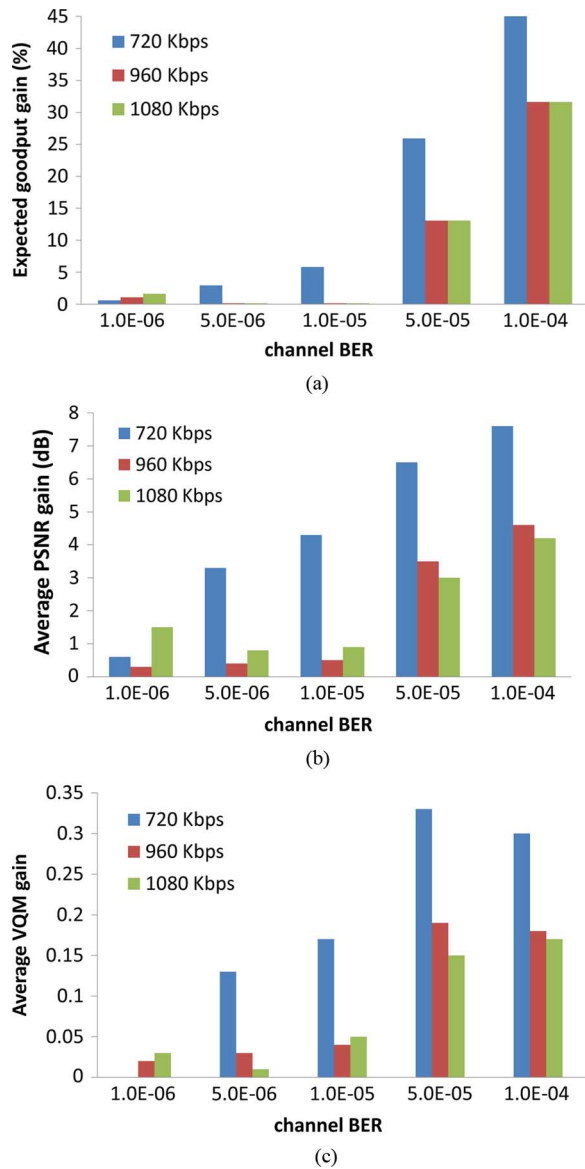 45
40
35
30
25
20
15
10
5
0
Expected goodput gain (%)
720 Kbps
960 Kbps
1080 Kbps
1.0E-06 5.0E-06 1.0E-05 5.0E-05 1.0E-04
channel BER
(a)
8
7
6
5
4
3
2
1
0
Average PSNR gain (dB)
720 Kbps
960 Kbps
1080 Kbps
1.0E-06 5.0E-06 1.0E-05 5.0E-05 1.0E-04
channel BER
(b)
0.35
0.3
0.25
0.2
0.15
0.1
0.05
0
Average VQM gain
720 Kbps
960 Kbps
1080 Kbps
1.0E-06 5.0E-06 1.0E-05 5.0E-05 1.0E-04
channel BER
(c)